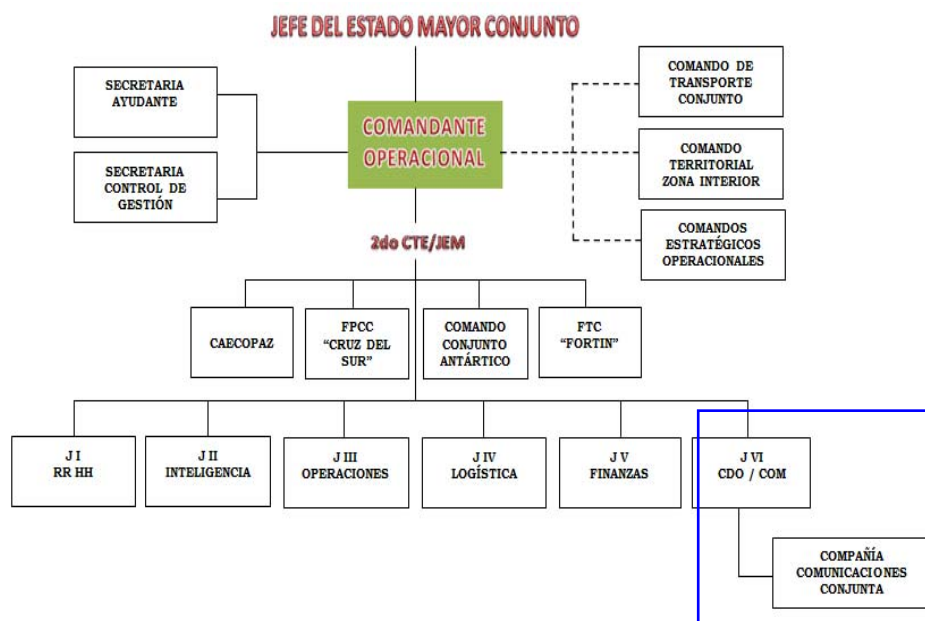 JEFE DEL ESTADO MAYOR CONJUNTO
SECRETARIA
AYUDANTE
SECRETARIA
CONTROL DE
GESTIÓN
COMANDANTE
OPERACIONAL
COMANDO DE
TRANSPORTE
CONJUNTO
COMANDO
TERRITORIAL
ZONA INTERIOR
COMANDOS
ESTRATÉGICOS
OPERACIONALES
2do CTE/JEM
CAECOPAZ
FPCC
“CRUZ DEL
SUR”
COMANDO
CONJUNTO
ANTÁRTICO
FTC
“FORTIN”
J I
RR HH
J II
INTELIGENCIA
J III
OPERACIONES
J IV
LOGÍSTICA
J V
FINANZAS
J VI
CDO / COM
COMPAÑÍA
COMUNICACIONES
CONJUNTA